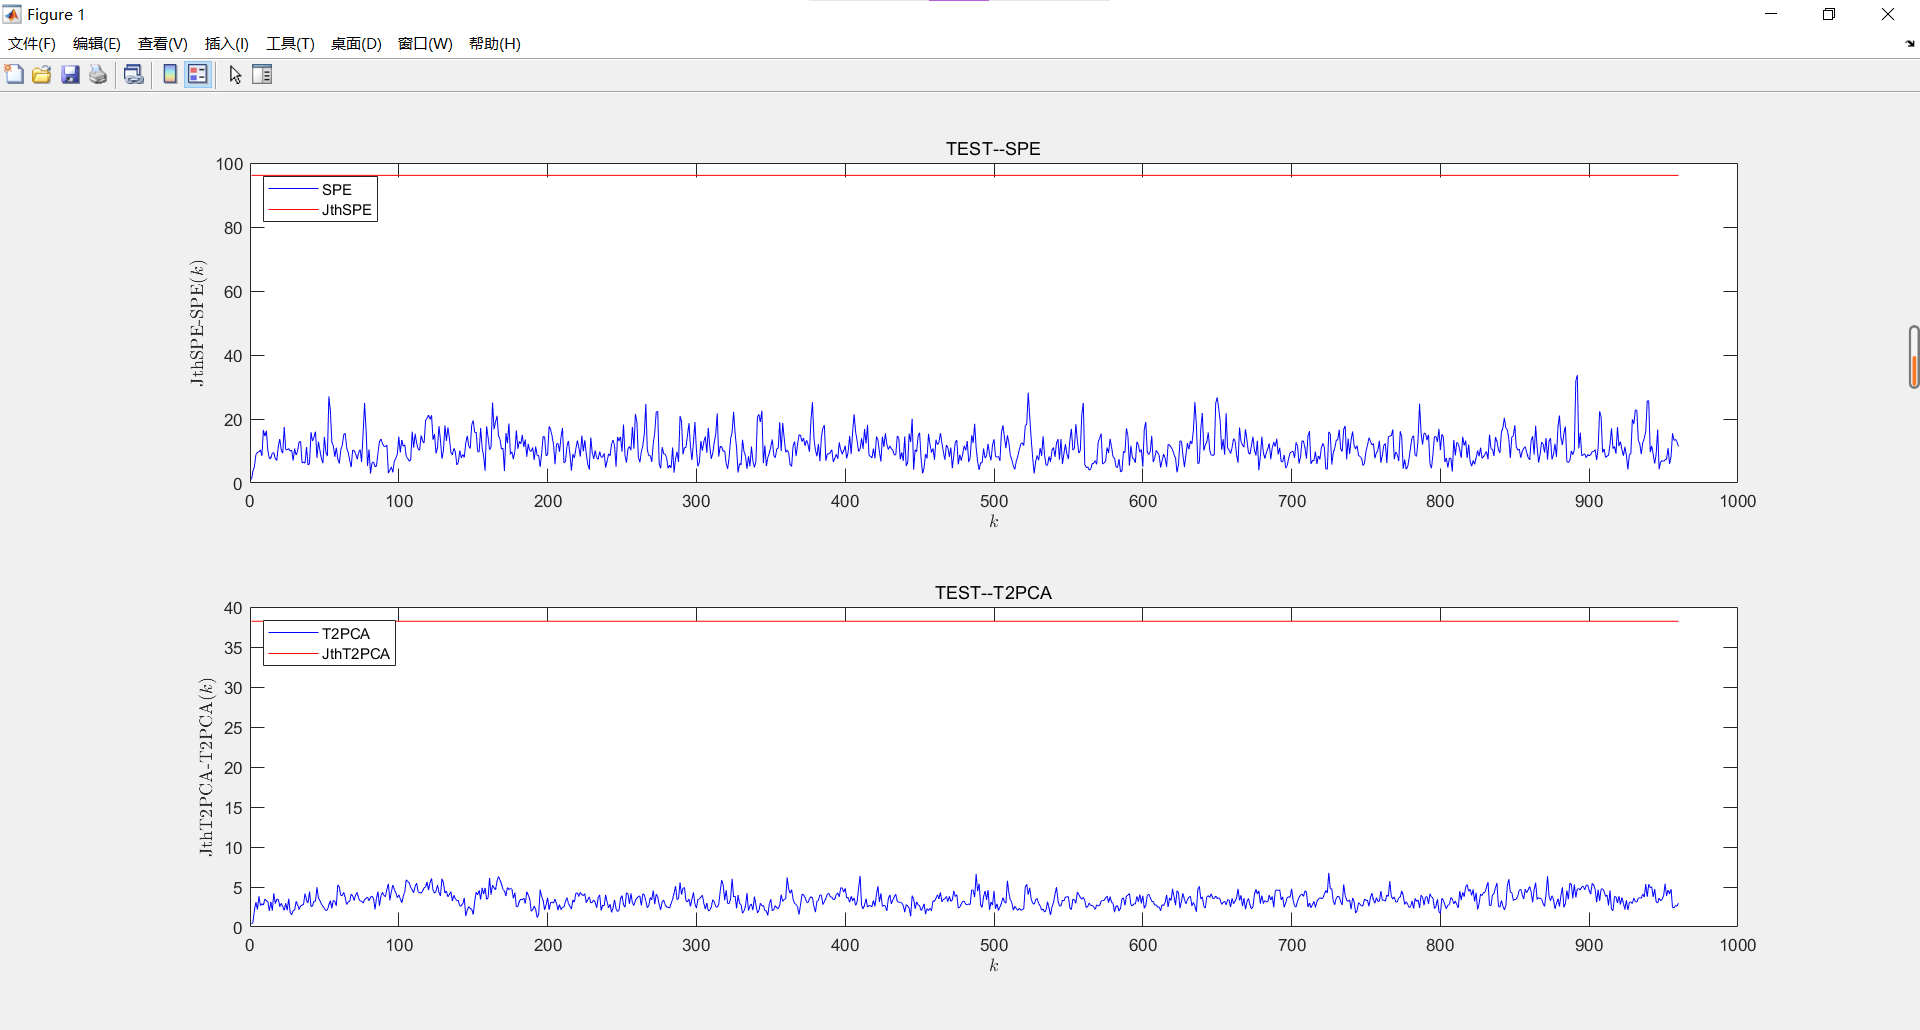 Figure 1
文件(F) 编辑(E) 查看(V) 插入(I) 工具(T) 桌面(D) 窗口(W) 帮助(H)
TEST--SPE
100
80
60
40
20
0
JthSPE-SPE(k)
SPE
JthSPE
0 100 200 300 400 500 600 700 800 900 1000
k
TEST--T2PCA
40
35
30
25
20
15
10
5
0
JthT2PCA-T2PCA(k)
T2PCA
JthT2PCA
0 100 200 300 400 500 600 700 800 900 1000
k